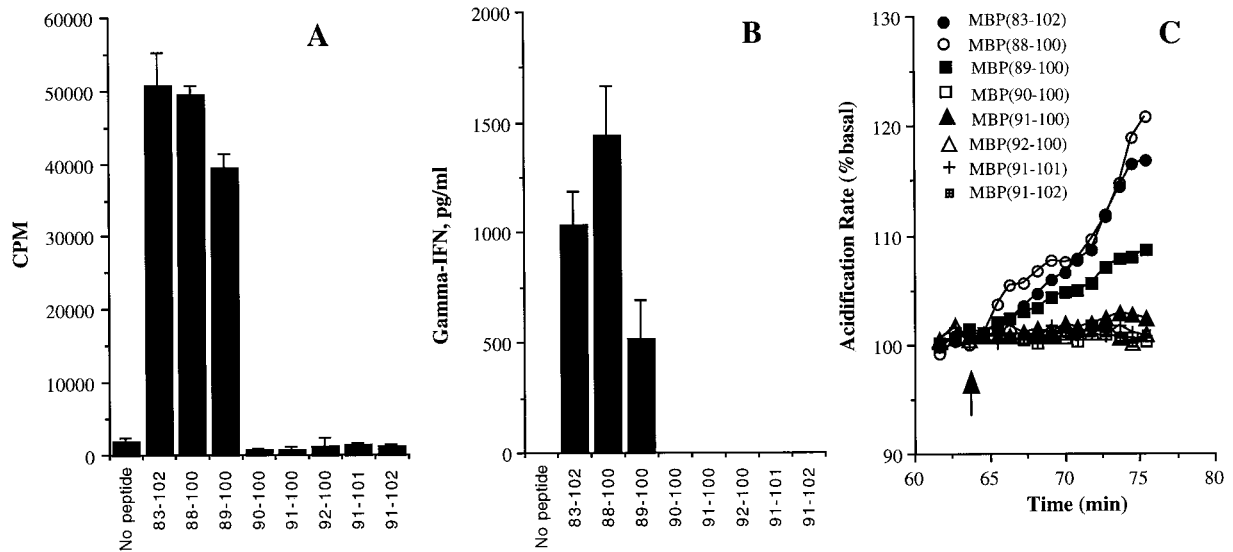 A
CPM
60000
50000
40000
30000
20000
10000
0
No peptide
83-102
88-100
89-100
90-100
91-100
92-100
91-101
91-102
B
Gamma-IFN, pg/ml
2000
1500
1000
500
0
No peptide
83-102
88-100
89-100
90-100
91-100
92-100
91-101
91-102
C
Acidification Rate (% basal)
130
120
110
100
90
MBP(83-102)
MBP(88-100)
MBP(89-100)
MBP(90-100)
MBP(91-100)
MBP(92-100)
MBP(91-101)
MBP(91-102)
60
65
70
75
80
Time (min)